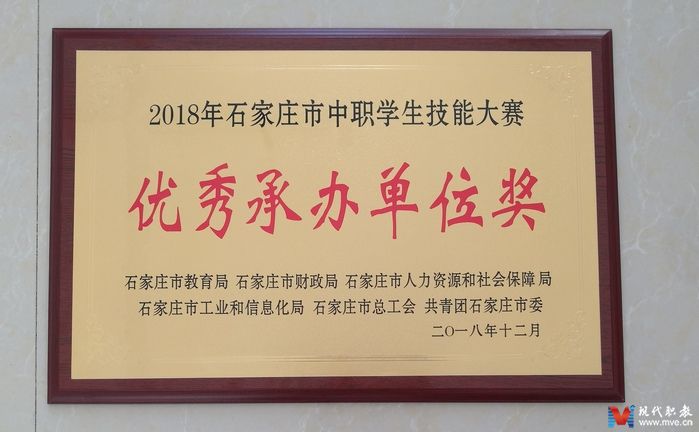 2018年石家庄市中职学生技能大赛
优秀承办单位奖
石家庄市教育局 石家庄市财政局 石家庄市人力资源和社会保障局
石家庄市工业和信息化局 石家庄市总工会 共青团石家庄市委
二〇一八年十二月
现代职教
www.mve.cn